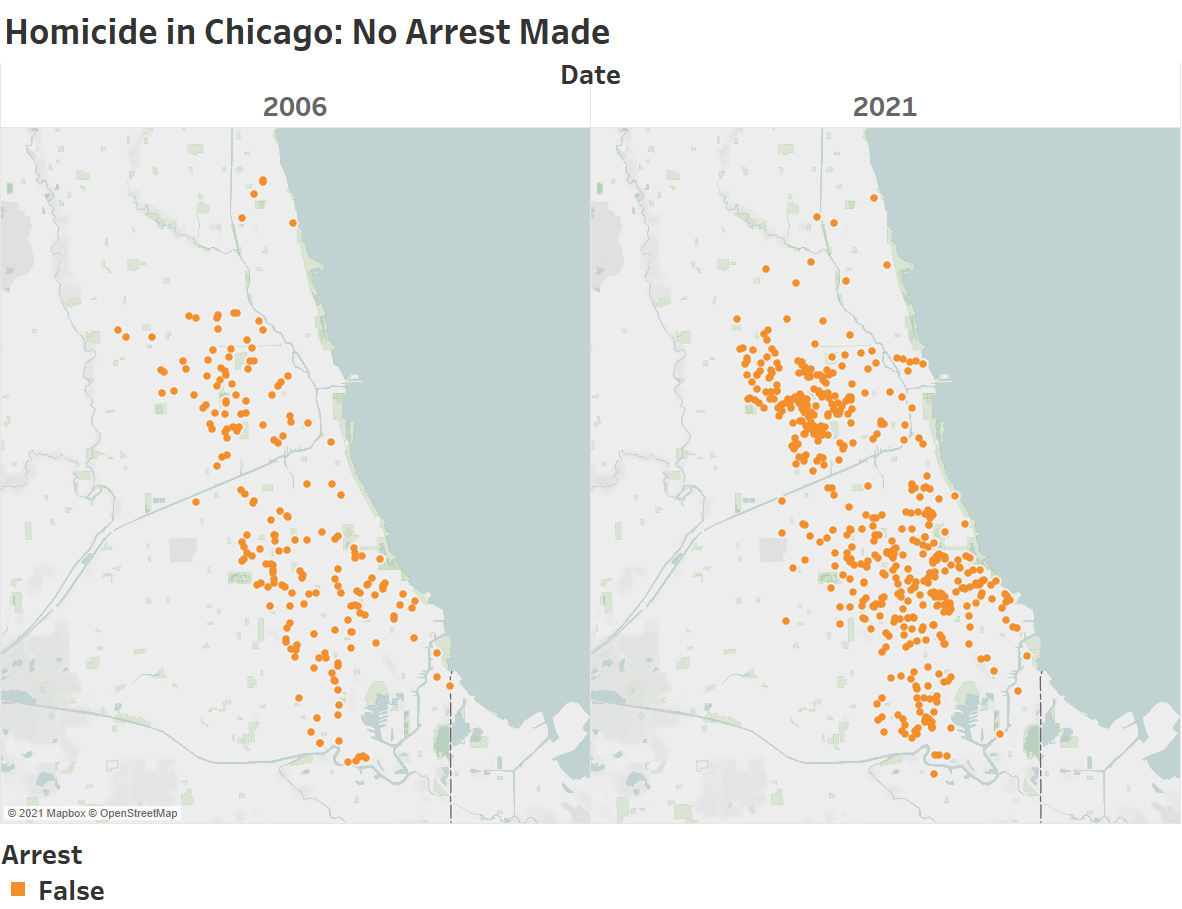 Homicide in Chicago: No Arrest Made
Date
2006
2021
© 2021 Mapbox © OpenStreetMap
Arrest
False